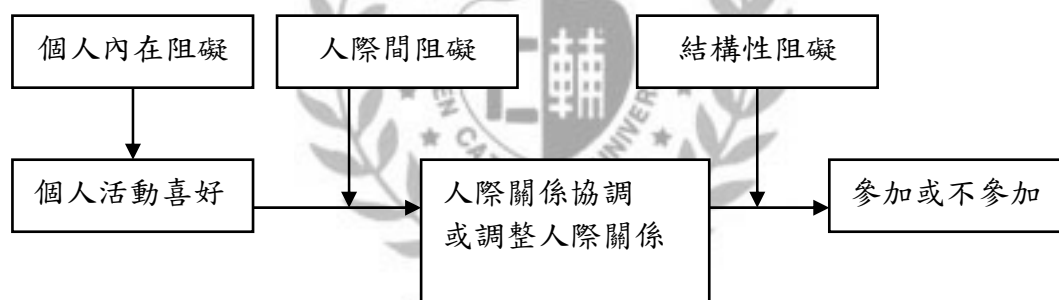 個人內在阻礙
人際間阻礙
結構性阻礙
個人活動喜好
人際關係協調
或調整人際關係
參加或不參加